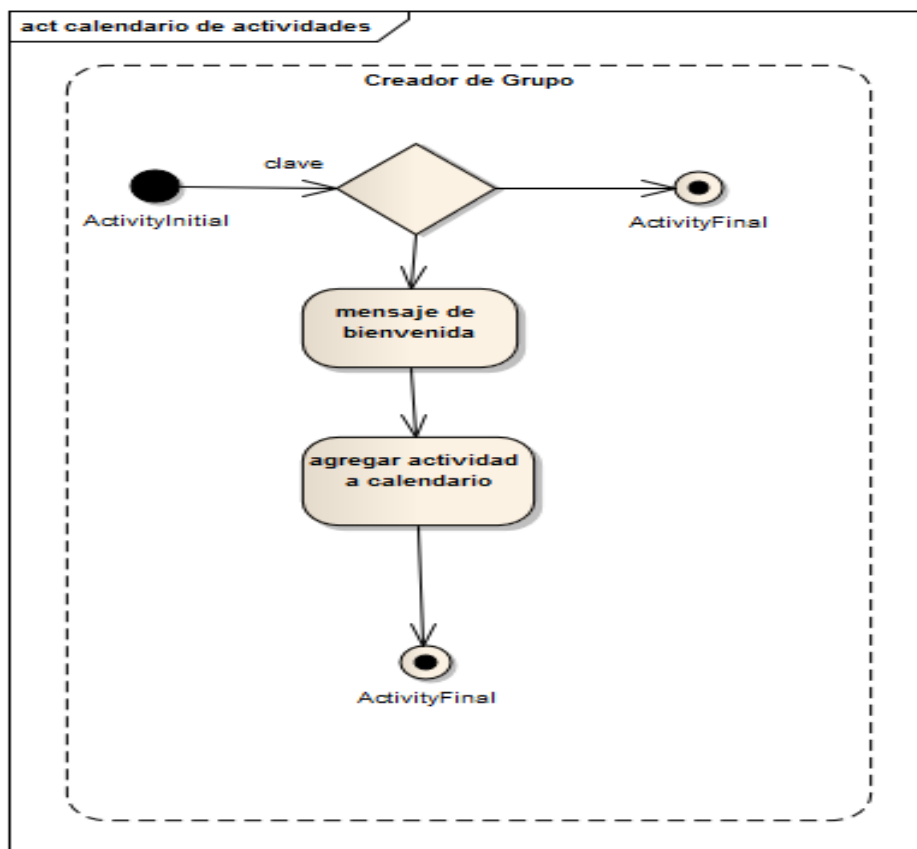 act calendario de actividades
Creador de Grupo
clave
ActivityInitial
ActivityFinal
mensaje de
bienvenida
agregar actividad
a calendario
ActivityFinal